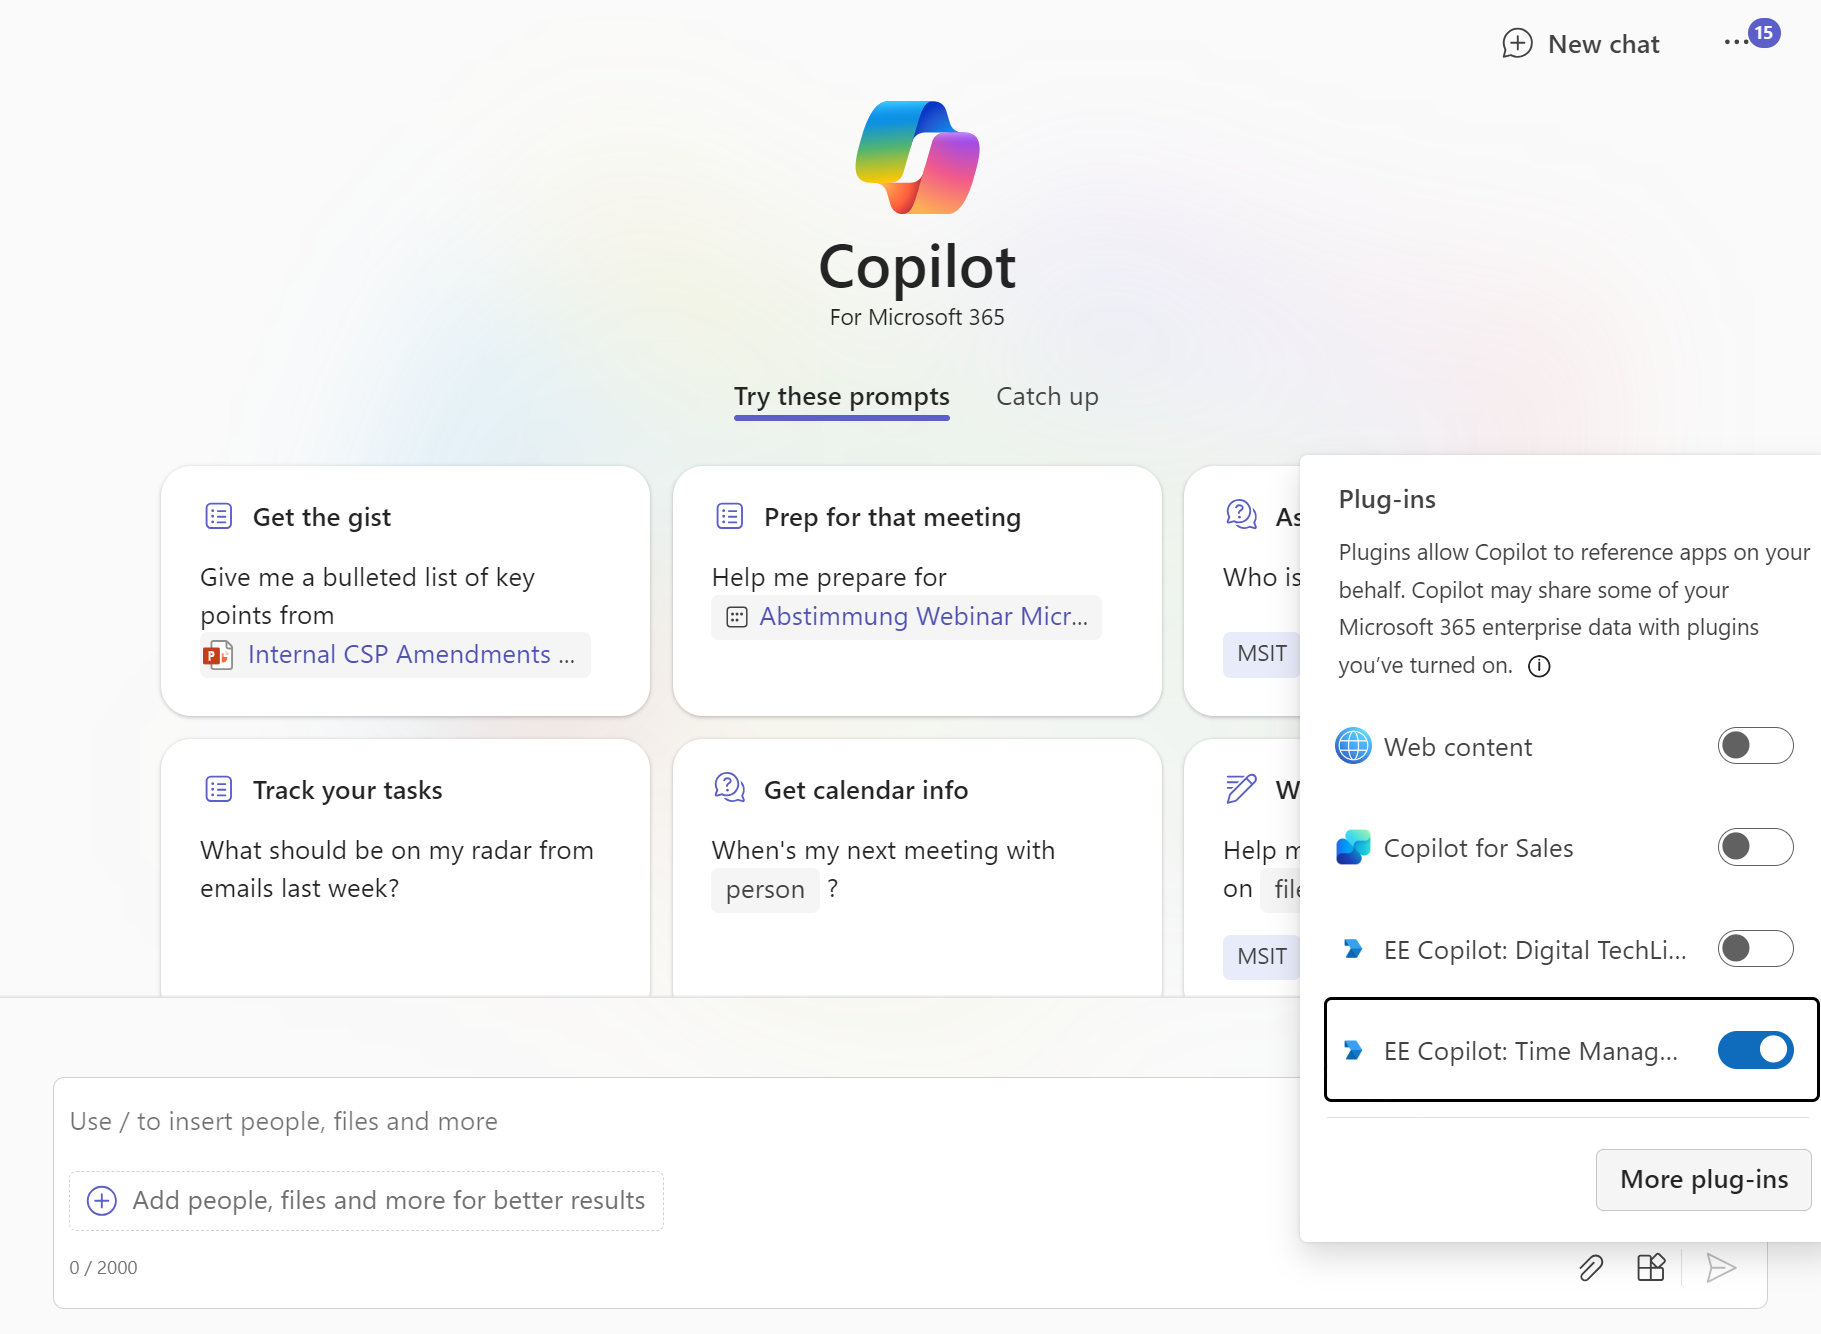 New chat
15
Copilot
For Microsoft 365
Try these prompts
Catch up
Get the gist
Give me a bulleted list of key
points from
Internal CSP Amendments ...
Prep for that meeting
Help me prepare for
Abstimmung Webinar Micr...
Who is
MSIT
Track your tasks
What should be on my radar from
emails last week?
Get calendar info
When's my next meeting with
person ?
Help
on
MSIT
Plug-ins
Plugins allow Copilot to reference apps on your
behalf. Copilot may share some of your
Microsoft 365 enterprise data with plugins
you’ve turned on.
Web content
Copilot for Sales
EE Copilot: Digital TechLi...
EE Copilot: Time Manag...
More plug-ins
Use / to insert people, files and more
Add people, files and more for better results
0 / 2000